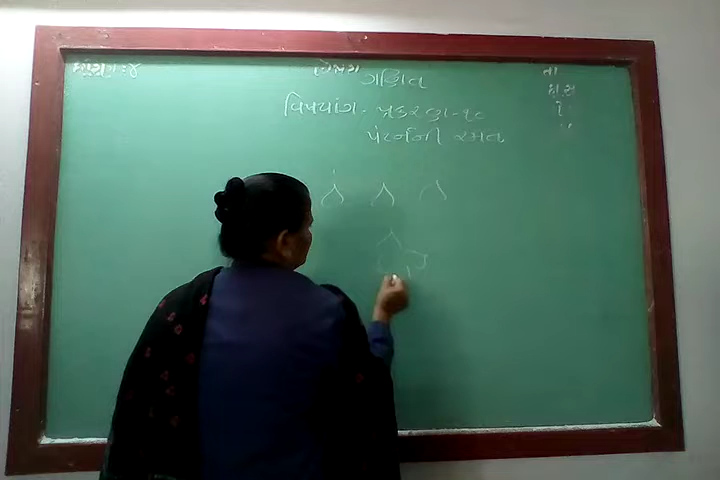 ધોરણ : ૪
વિષય
ગણિત
તા
વિષયાંગ - પ્રકરણ - ૧૦
પેટર્નની રમત